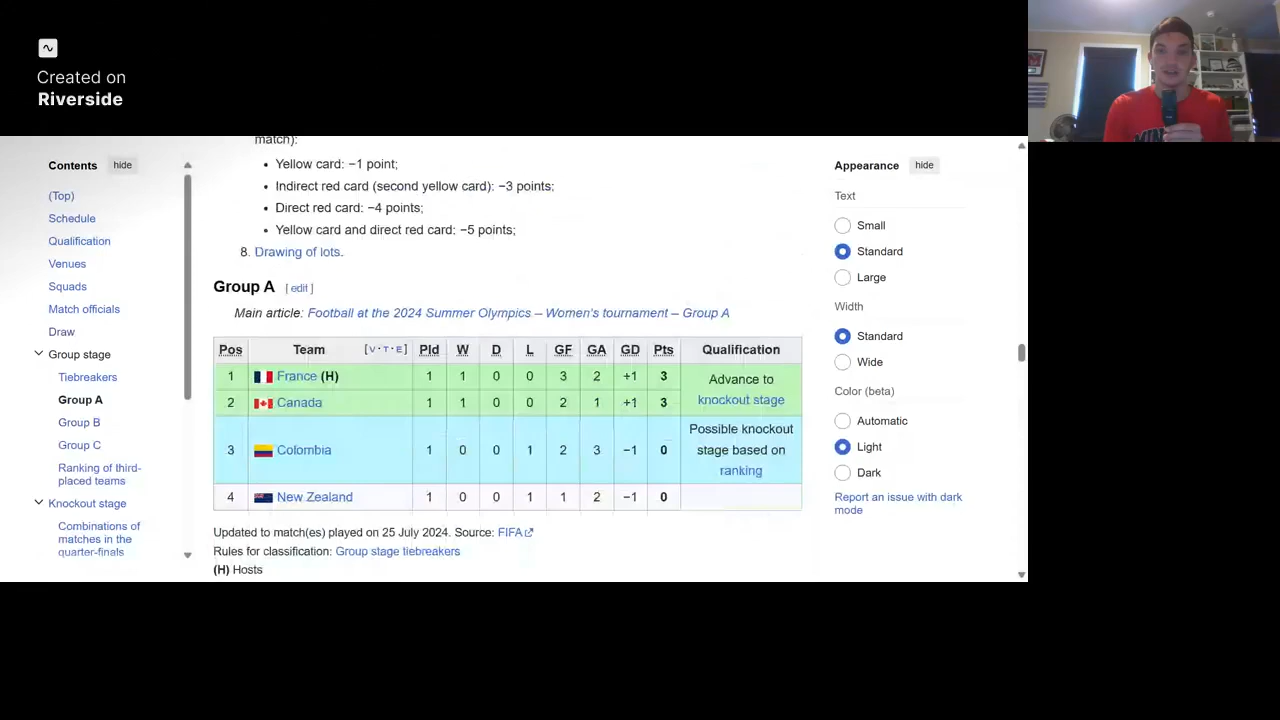 Created on
Riverside
Contents hide
(Top)
Schedule
Qualification
Venues
Squads
Match officials
Draw
Group stage
Tiebreakers
Group A
Group B
Group C
Ranking of third-
placed teams
Knockout stage
Combinations of
matches in the
quarter-finals
match):
• Yellow card: −1 point;
• Indirect red card (second yellow card): −3 points;
• Direct red card: −4 points;
• Yellow card and direct red card: −5 points;
8. Drawing of lots.
Group A [ edit ]
Main article: Football at the 2024 Summer Olympics – Women's tournament – Group A
Pos Team [V·T·E] Pld W D L GF GA GD Pts Qualification
1 France (H) 1 1 0 0 3 2 +1 3 Advance to
2 Canada 1 1 0 0 2 1 +1 3 knockout stage
3 Colombia 1 0 0 1 2 3 −1 0 Possible knockout
stage based on
ranking
4 New Zealand 1 0 0 1 1 2 −1 0
Updated to match(es) played on 25 July 2024. Source: FIFA
Rules for classification: Group stage tiebreakers
(H) Hosts
Appearance hide
Text
Small
Standard
Large
Width
Standard
Wide
Color (beta)
Automatic
Light
Dark
Report an issue with dark
mode